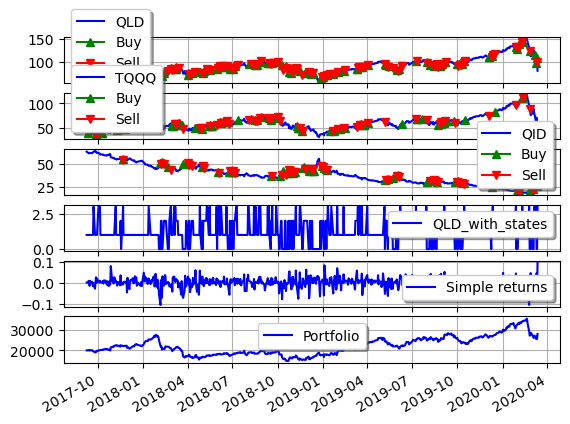 QLD
Buy
Sell
150
100
TQQQ
Buy
Sell
100
50
QID
Buy
Sell
50
25
QLD_with_states
2.5
0.0
Simple returns
0.1
0.0
−0.1
Portfolio
30000
20000
2017-10
2018-01
2018-04
2018-07
2018-10
2019-01
2019-04
2019-07
2019-10
2020-01
2020-04